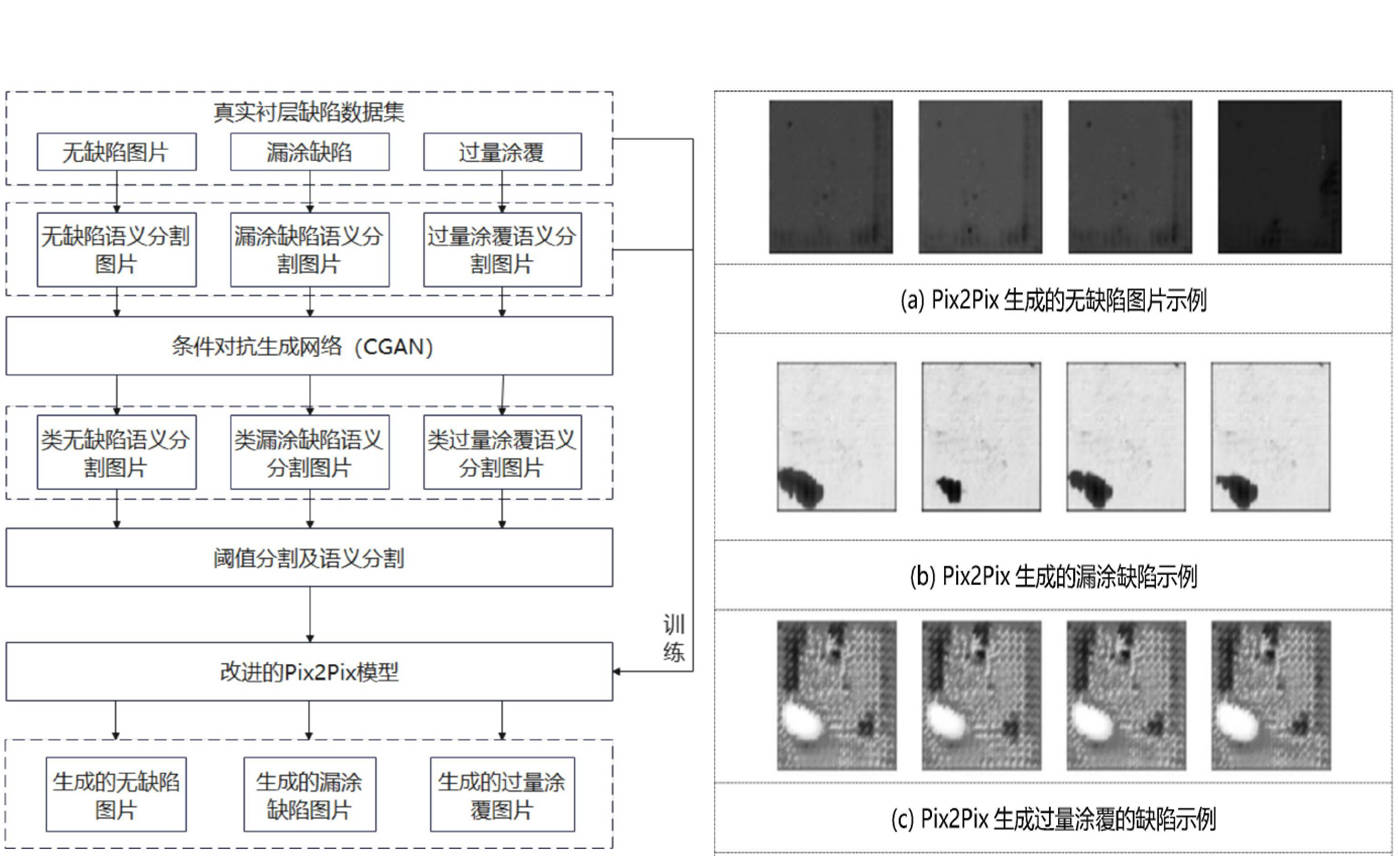 真实衬层缺陷数据集
无缺陷图片
漏涂缺陷
过量涂覆
无缺陷语义分割
图片
漏涂缺陷语义分
割图片
过量涂覆语义分
割图片
条件对抗生成网络（CGAN）
类无缺陷语义分
割图片
类漏涂缺陷语义
分割图片
类过量涂覆语义
分割图片
阈值分割及语义分割
训
练
改进的Pix2Pix模型
生成的无缺陷
图片
生成的漏涂
缺陷图片
生成的过量涂
覆图片
(a) Pix2Pix 生成的无缺陷图片示例
(b) Pix2Pix 生成的漏涂缺陷示例
(c) Pix2Pix 生成过量涂覆的缺陷示例